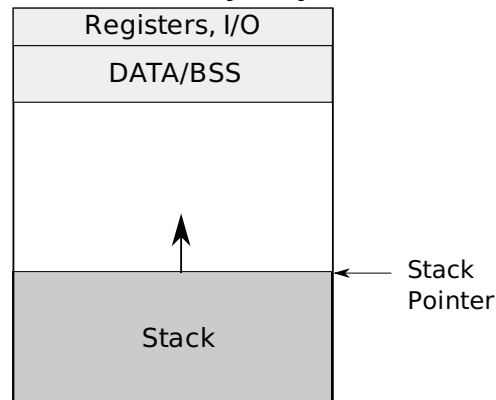 Registers, I/O
DATA/BSS
Stack
Pointer
Stack